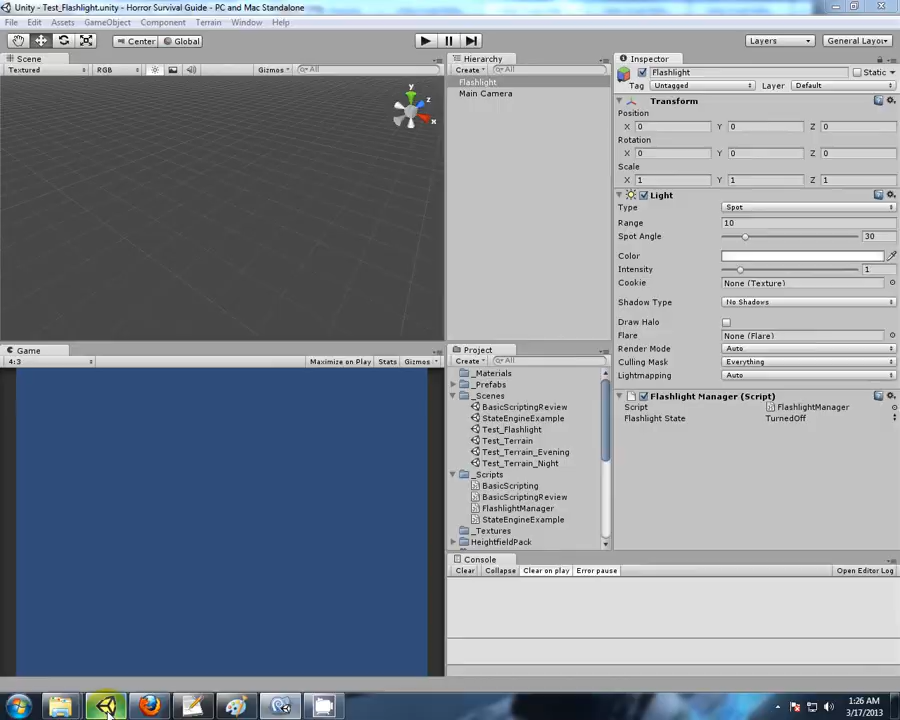 Unity - Test_Flashlight.unity - Horror Survival Guide - PC and Mac Standalone
File Edit Assets GameObject Component Terrain Window Help
Center Global Layers General Layou
Scene
Textured RGB Gizmos All
y
z
x
Game
4:3 Maximize on Play Stats Gizmos
Hierarchy
Create All
Flashlight
Main Camera
Project
Create All
_Materials
_Prefabs
_Scenes
BasicScriptingReview
StateEngineExample
Test_Flashlight
Test_Terrain
Test_Terrain_Evening
Test_Terrain_Night
_Scripts
BasicScripting
BasicScriptingReview
FlashlightManager
StateEngineExample
_Textures
HeightfieldPack
Console
Clear Collapse Clear on play Error pause Open Editor Log
Inspector
Flashlight Static
Tag Untagged Layer Default
Transform
Position
X 0 Y 0 Z 0
Rotation
X 0 Y 0 Z 0
Scale
X 1 Y 1 Z 1
Light
Type Spot
Range 10
Spot Angle 30
Color
Intensity 1
Cookie None (Texture)
Shadow Type No Shadows
Draw Halo
Flare None (Flare)
Render Mode Auto
Culling Mask Everything
Lightmapping Auto
Flashlight Manager (Script)
Script FlashlightManager
Flashlight State TurnedOff
1:26 AM
3/17/2013